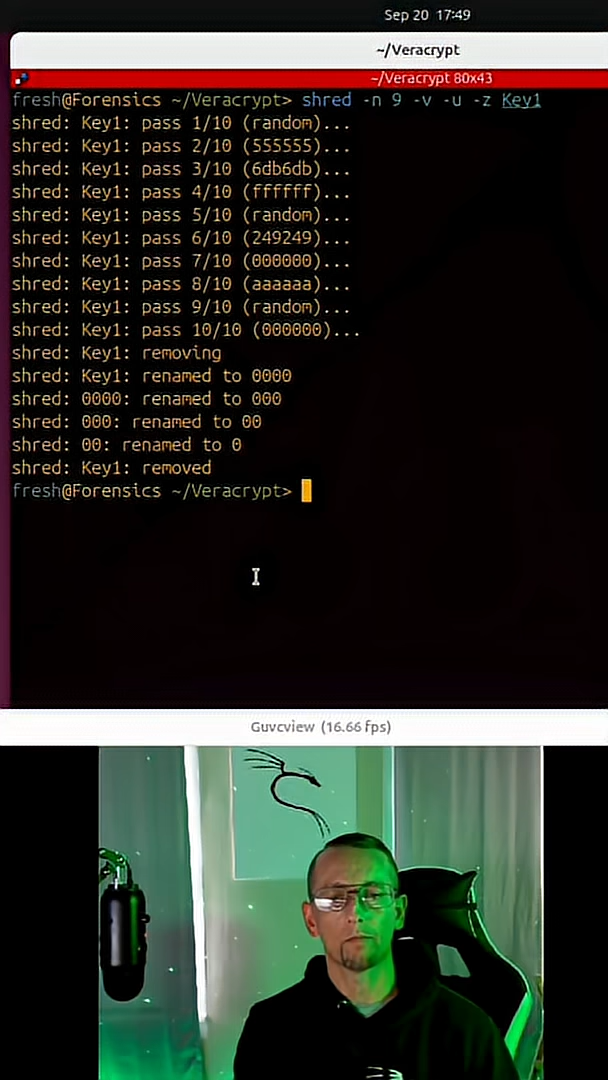 Sep 20 17:49
~/Veracrypt
~/Veracrypt 80x43
fresh@Forensics ~/Veracrypt> shred -n 9 -v -u -z Key1
shred: Key1: pass 1/10 (random)...
shred: Key1: pass 2/10 (555555)...
shred: Key1: pass 3/10 (6db6db)...
shred: Key1: pass 4/10 (ffffff)...
shred: Key1: pass 5/10 (random)...
shred: Key1: pass 6/10 (249249)...
shred: Key1: pass 7/10 (000000)...
shred: Key1: pass 8/10 (aaaaaa)...
shred: Key1: pass 9/10 (random)...
shred: Key1: pass 10/10 (000000)...
shred: Key1: removing
shred: Key1: renamed to 0000
shred: 0000: renamed to 000
shred: 000: renamed to 00
shred: 00: renamed to 0
shred: Key1: removed
fresh@Forensics ~/Veracrypt>
Guvcview (16.66 fps)